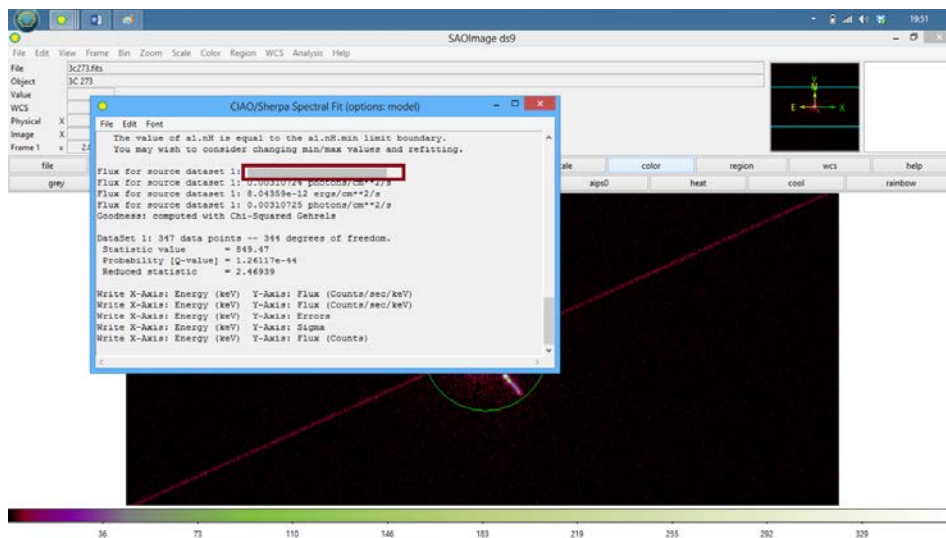 19:51
SAOImage ds9
File Edit View Frame Bin Zoom Scale Color Region WCS Analysis Help
File 3c273.fits
Object 3C 273
Value
WCS
Physical X
Image X
Frame 1 x
Y
E X
file color region wcs help
grey aips0 heat cool rainbow
CIAO/Sherpa Spectral Fit (options: model)
File Edit Font
The value of a1.nH is equal to the a1.nH.min limit boundary.
You may wish to consider changing min/max values and refitting.
Flux for source dataset 1:
Flux for source dataset 1: 0.00310724 photons/cm**2/s
Flux for source dataset 1: 8.04359e-12 ergs/cm**2/s
Flux for source dataset 1: 0.00310725 photons/cm**2/s
Goodness: computed with Chi-Squared Gehrels
DataSet 1: 347 data points -- 344 degrees of freedom.
Statistic value = 849.47
Probability [Q-value] = 1.26117e-44
Reduced statistic = 2.46939
Write X-Axis: Energy (keV) Y-Axis: Flux (Counts/sec/keV)
Write X-Axis: Energy (keV) Y-Axis: Flux (Counts/sec/keV)
Write X-Axis: Energy (keV) Y-Axis: Errors
Write X-Axis: Energy (keV) Y-Axis: Sigma
Write X-Axis: Energy (keV) Y-Axis: Flux (Counts)
36 73 110 146 183 219 255 292 329